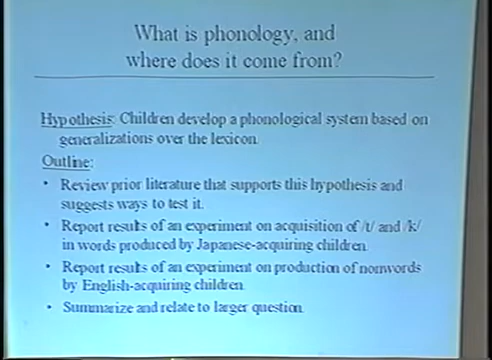 What is phonology, and
where does it come from?
Hypothesis: Children develop a phonological system based on
generalizations over the lexicon.
Outline:
• Review prior literature that supports this hypothesis and
suggests ways to test it.
• Report results of an experiment on acquisition of /t/ and /k/
in words produced by Japanese-acquiring children.
• Report results of an experiment on production of nonwords
by English-acquiring children.
• Summarize and relate to larger question.